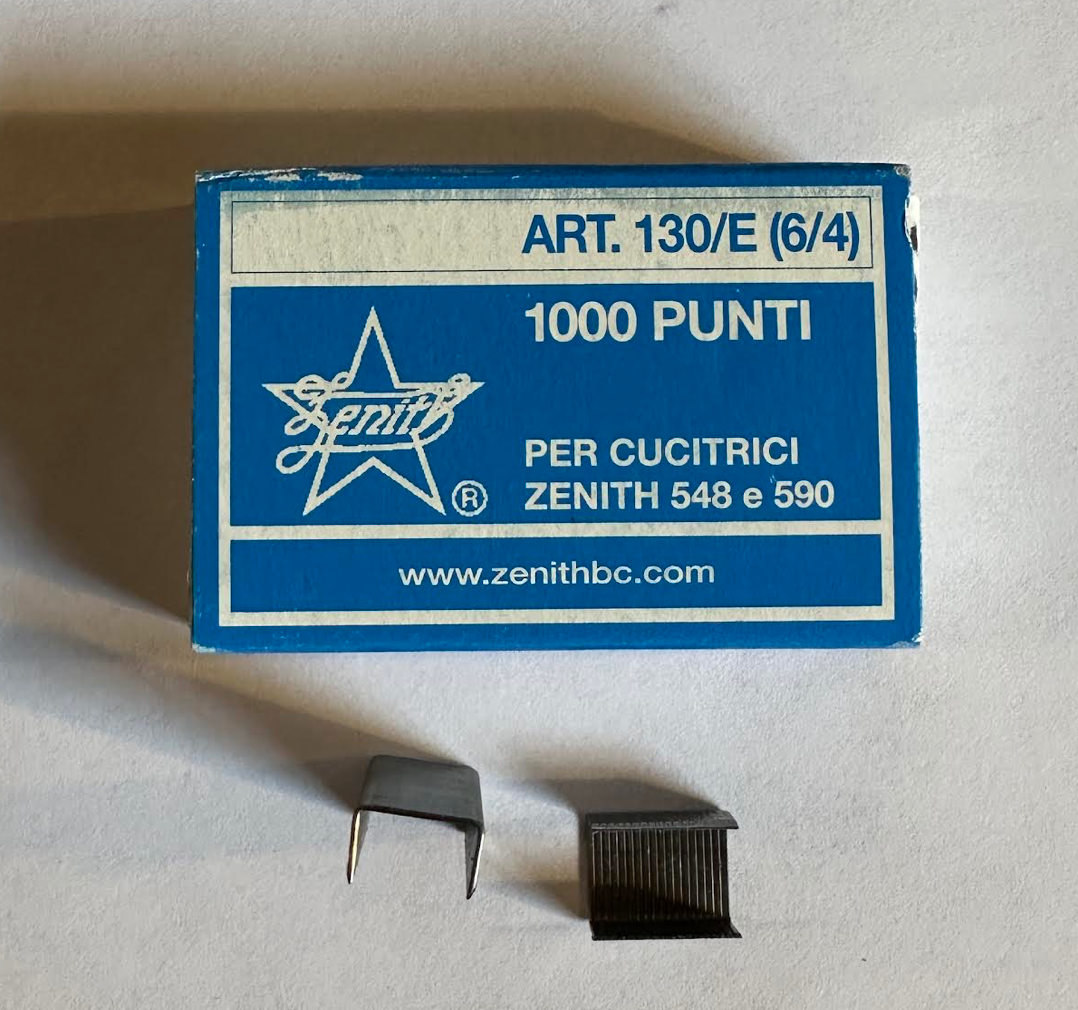 ART. 130/E (6/4)
1000 PUNTI
Zenith
®
PER CUCITRICI
ZENITH 548 e 590
www.zenithbc.com